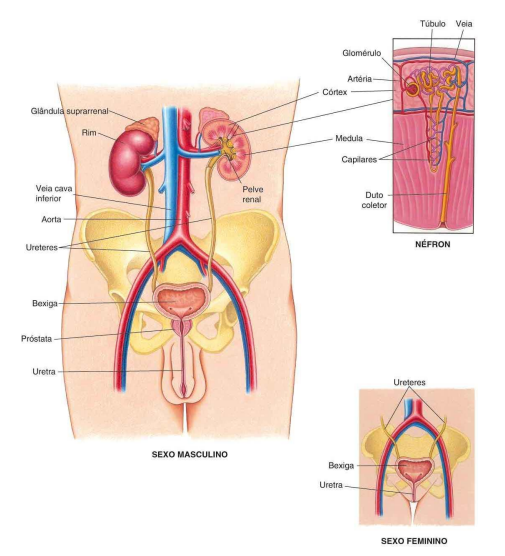 Túbulo
Veia
Glomérulo
Artéria
Córtex
Medula
Capilares
Duto
coletor
NÉFRON
Glândula suprarrenal
Rim
Veia cava
inferior
Aorta
Ureteres
Bexiga
Próstata
Uretra
Pelve
renal
SEXO MASCULINO
Ureteres
Bexiga
Uretra
SEXO FEMININO